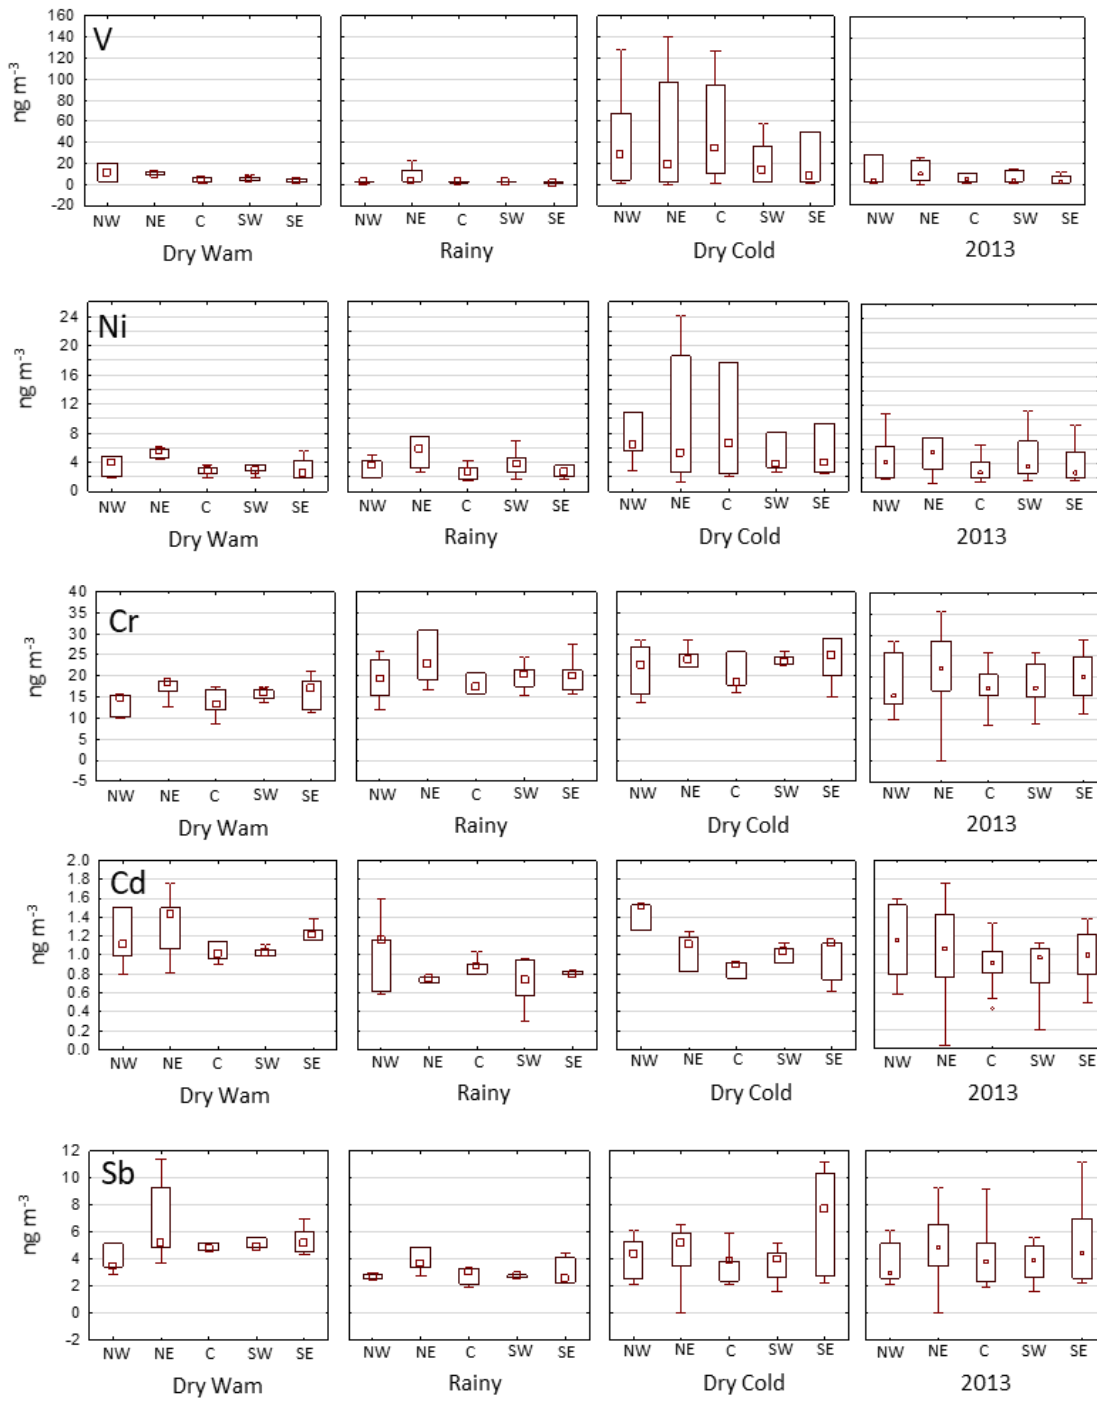 V
ng m-3
160
140
120
100
80
60
40
20
0
-20
NW NE C SW SE NW NE C SW SE NW NE C SW SE NW NE C SW SE
Dry Wam Rainy Dry Cold 2013
Ni
ng m-3
24
20
16
12
8
4
0
NW NE C SW SE NW NE C SW SE NW NE C SW SE NW NE C SW SE
Dry Wam Rainy Dry Cold 2013
Cr
ng m-3
40
35
30
25
20
15
10
5
0
-5
NW NE C SW SE NW NE C SW SE NW NE C SW SE NW NE C SW SE
Dry Wam Rainy Dry Cold 2013
Cd
ng m-3
2.0
1.8
1.6
1.4
1.2
1.0
0.8
0.6
0.4
0.2
0.0
NW NE C SW SE NW NE C SW SE NW NE C SW SE NW NE C SW SE
Dry Wam Rainy Dry Cold 2013
Sb
ng m-3
12
10
8
6
4
2
0
-2
NW NE C SW SE NW NE C SW SE NW NE C SW SE NW NE C SW SE
Dry Wam Rainy Dry Cold 2013